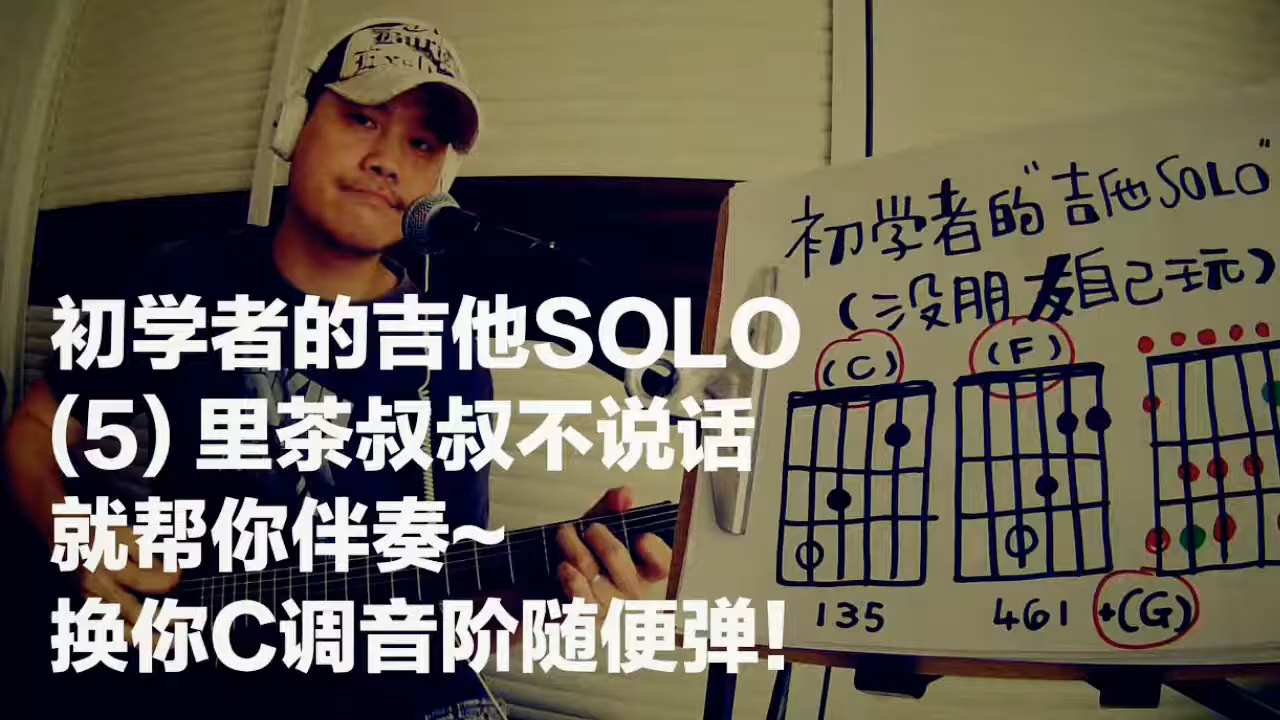 初学者的吉他SOLO
(5) 里茶叔叔不说话
就帮你伴奏~
换你C调音阶随便弹!
初学者的"吉他SOLO"
(没朋友自己玩)
(C) (F)
135 461 +(G)